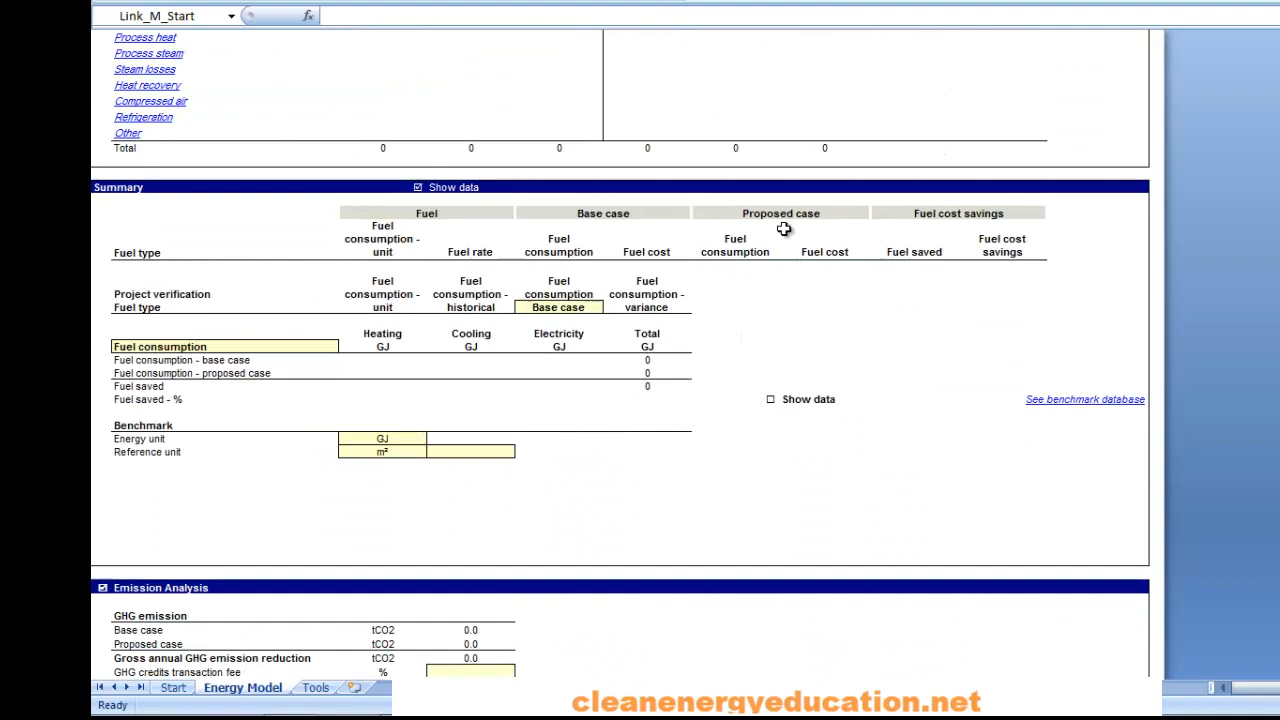 Link_M_Start fx
Process heat
Process steam
Steam losses
Heat recovery
Compressed air
Refrigeration
Other
Total 0 0 0 0 0 0
Summary Show data
Fuel Base case Proposed case Fuel cost savings
Fuel
consumption - Fuel Fuel Fuel cost
Fuel type unit Fuel rate consumption Fuel cost consumption Fuel cost Fuel saved savings
Fuel Fuel Fuel Fuel
Project verification consumption - consumption - consumption consumption -
Fuel type unit historical Base case variance
Heating Cooling Electricity Total
Fuel consumption GJ GJ GJ GJ
Fuel consumption - base case 0
Fuel consumption - proposed case 0
Fuel saved 0
Fuel saved - % Show data See benchmark database
Benchmark
Energy unit GJ
Reference unit m²
Emission Analysis
GHG emission
Base case tCO2 0.0
Proposed case tCO2 0.0
Gross annual GHG emission reduction tCO2 0.0
GHG credits transaction fee %
Start Energy Model Tools
Ready
cleanenergyeducation.net